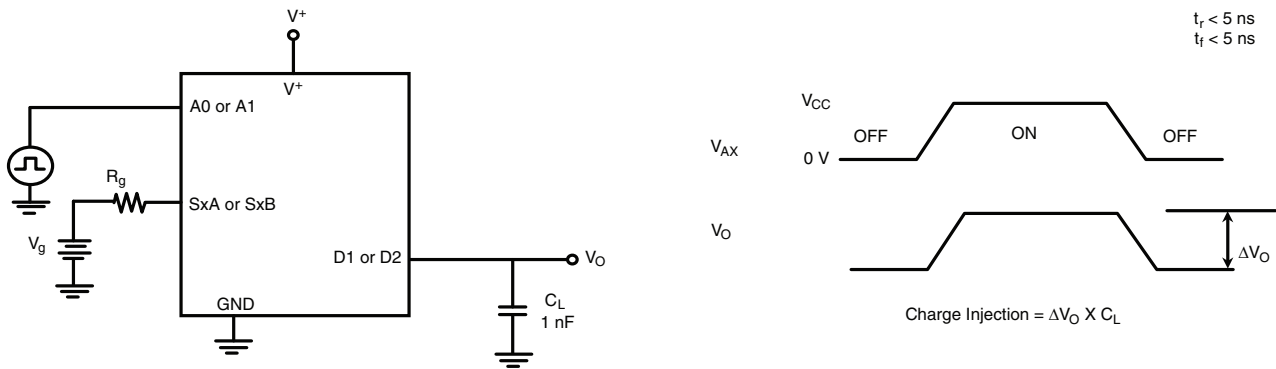 V+
V+
A0 or A1
Rg
SxA or SxB
Vg
D1 or D2
VO
CL
1 nF
GND
tr < 5 ns
tf < 5 ns
VCC
OFF
ON
OFF
VAX
0 V
VO
ΔVO
Charge Injection = ΔVO X CL